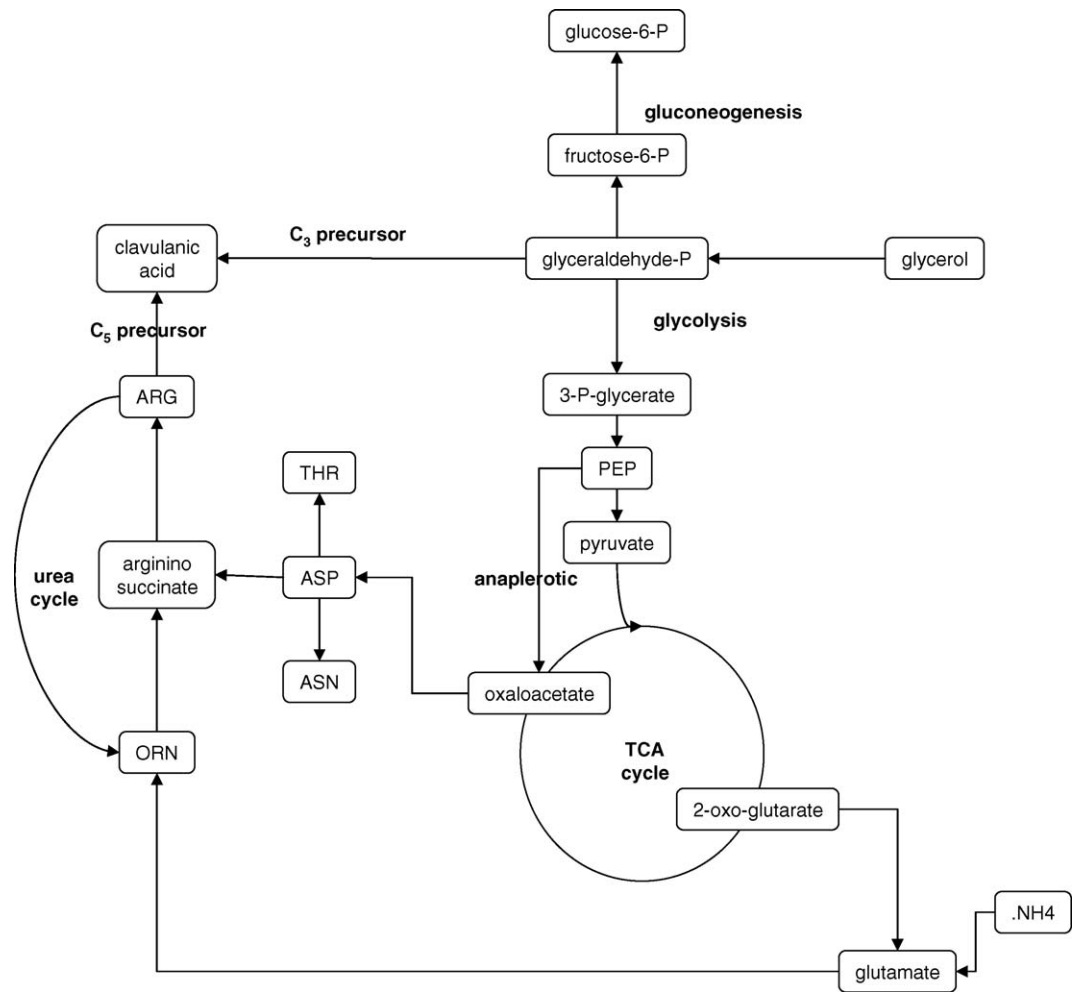 glucose-6-P
gluconeogenesis
fructose-6-P
C₃ precursor
clavulanic
acid
glyceraldehyde-P
glycerol
glycolysis
C₅ precursor
ARG
3-P-glycerate
THR
PEP
pyruvate
arginino
succinate
urea
cycle
ASP
anaplerotic
ASN
oxaloacetate
ORN
TCA
cycle
2-oxo-glutarate
.NH4
glutamate